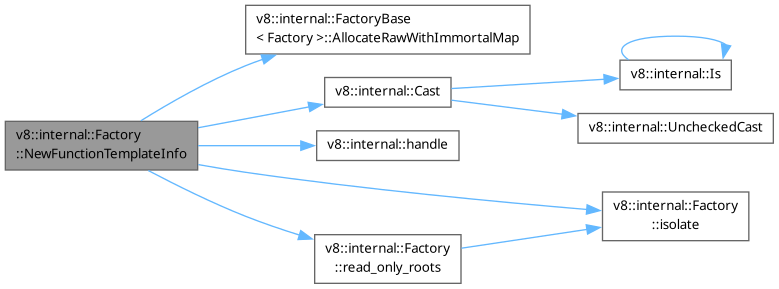 v8::internal::FactoryBase
< Factory >::AllocateRawWithImmortalMap
v8::internal::Is
v8::internal::Cast
v8::internal::UncheckedCast
v8::internal::Factory
::NewFunctionTemplateInfo
v8::internal::handle
v8::internal::Factory
::isolate
v8::internal::Factory
::read_only_roots